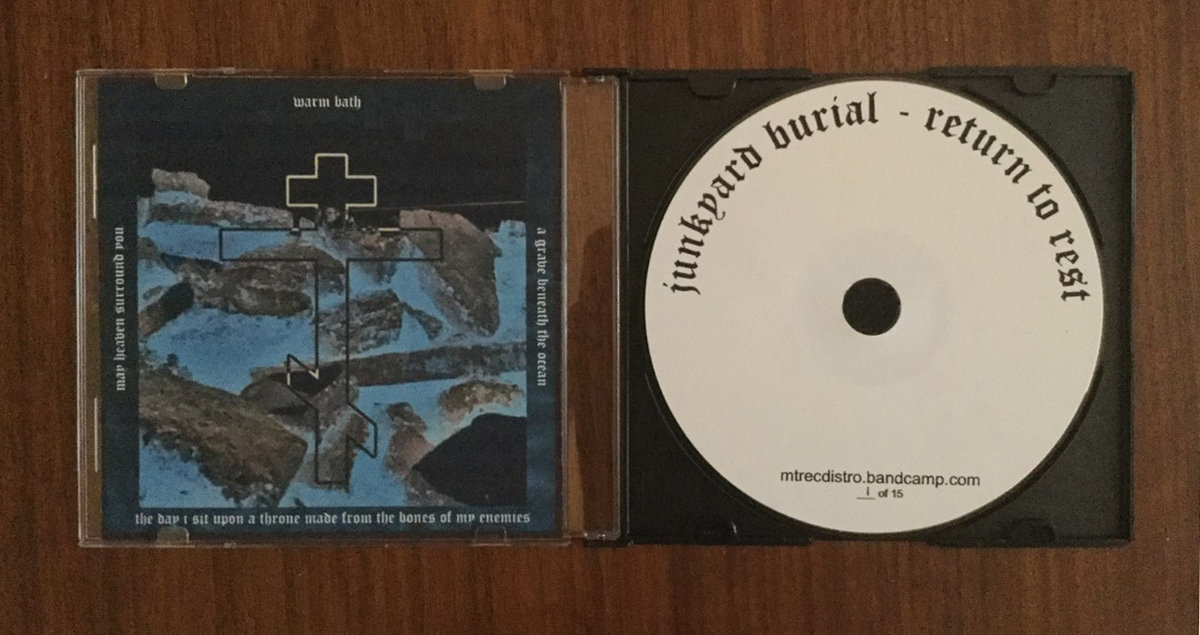 warm bath
may heaven surround you
a grave beneath the ocean
the day i sit upon a throne made from the bones of my enemies
junkyard burial - return to rest
mtrecdistro.bandcamp.com
1 of 15